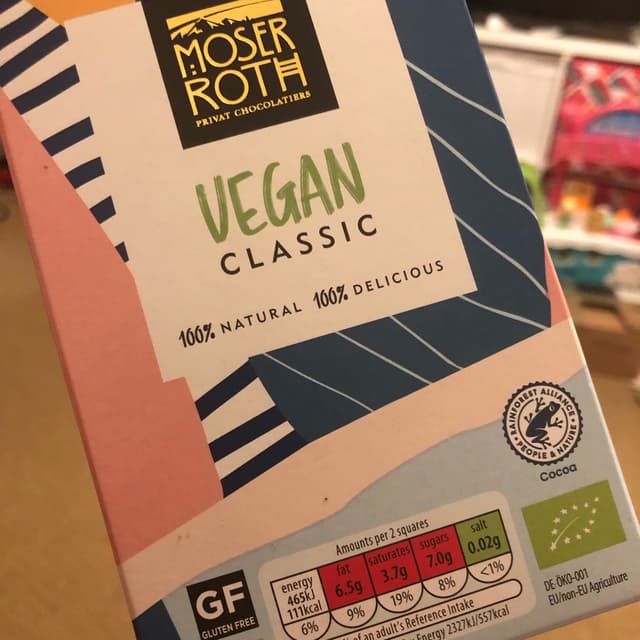 MOSER
ROTH
PRIVAT CHOCOLATIERS
VEGAN
CLASSIC
100% NATURAL 100% DELICIOUS
RAINFOREST ALLIANCE
PEOPLE & NATURE
Cocoa
GF
GLUTEN FREE
Amounts per 2 squares
energy
465kJ
111kcal
6%
fat
6.5g
9%
saturates
3.7g
19%
sugars
7.0g
8%
salt
0.02g
<1%
of an adult's Reference Intake
Energy 2327kJ/557kcal
DE-ÖKO-001
EU/non-EU Agriculture